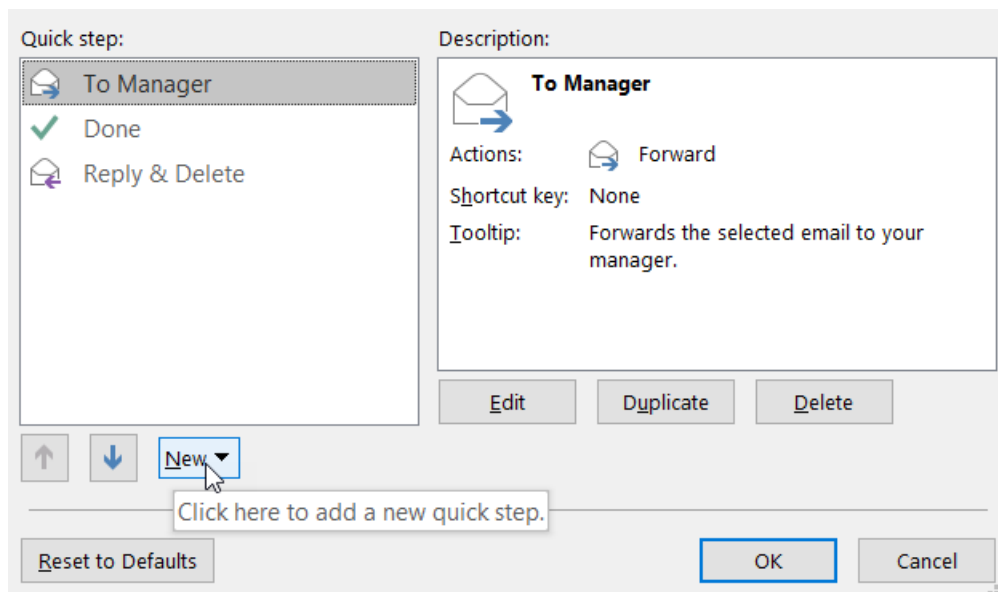 Quick step:
To Manager
Done
Reply & Delete
Description:
To Manager
Actions: Forward
Shortcut key: None
Tooltip: Forwards the selected email to your
manager.
Edit Duplicate Delete
New
Click here to add a new quick step.
Reset to Defaults
OK Cancel